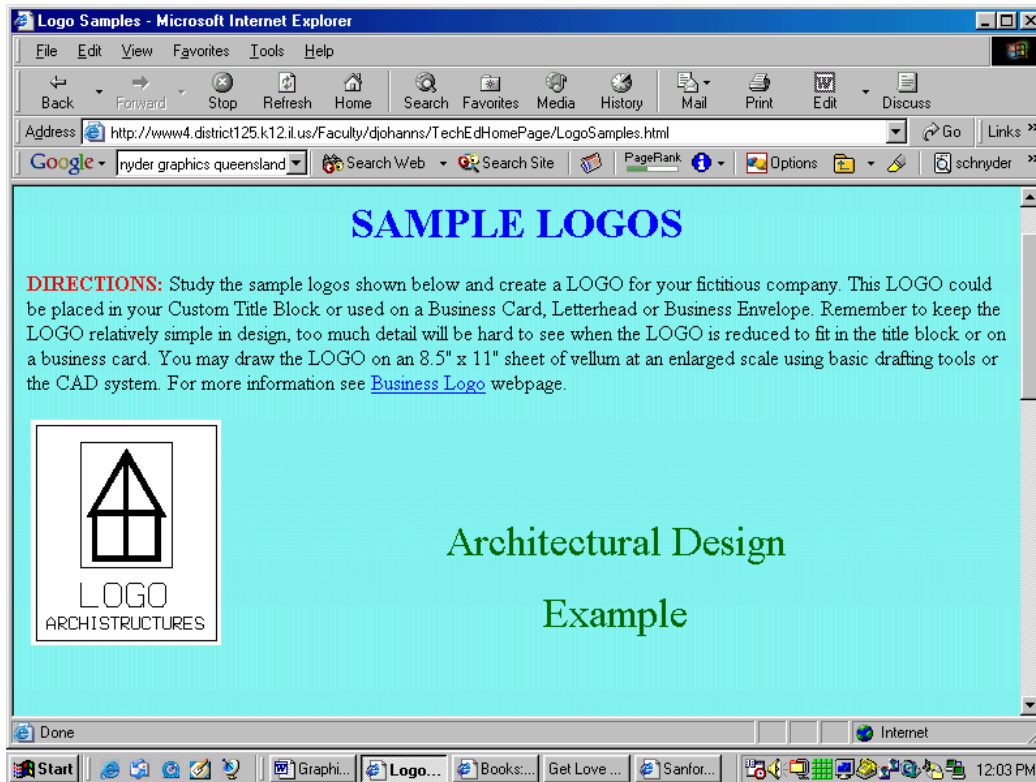 Logo Samples - Microsoft Internet Explorer
File Edit View Favorites Tools Help
Back Forward Stop Refresh Home Search Favorites Media History Mail Print Edit Discuss
Address http://www4.district125.k12.il.us/Faculty/djohanns/TechEdHomePage/LogoSamples.html Go Links »
Google nyder graphics queensland Search Web Search Site PageRank Options schnyder »
SAMPLE LOGOS
DIRECTIONS: Study the sample logos shown below and create a LOGO for your fictitious company. This LOGO could
be placed in your Custom Title Block or used on a Business Card, Letterhead or Business Envelope. Remember to keep the
LOGO relatively simple in design, too much detail will be hard to see when the LOGO is reduced to fit in the title block or on
a business card. You may draw the LOGO on an 8.5" x 11" sheet of vellum at an enlarged scale using basic drafting tools or
the CAD system. For more information see Business Logo webpage.
LOGO
ARCHISTRUCTURES
Architectural Design
Example
Done Internet
Start Graphi... Logo... Books:... Get Love ... Sanfor... 12:03 PM